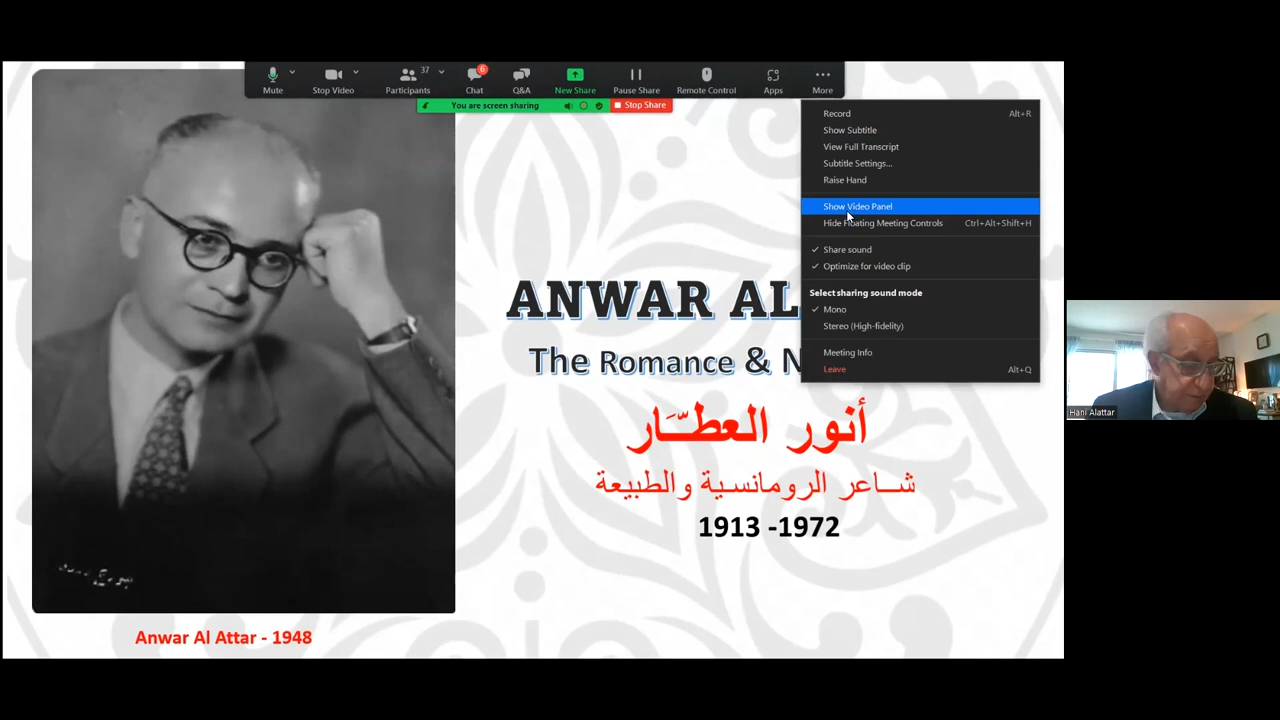 37
6
Mute
Stop Video
Participants
Chat
Q&A
New Share
Pause Share
Remote Control
Apps
More
You are screen sharing
Stop Share
Record Alt+R
Show Subtitle
View Full Transcript
Subtitle Settings...
Raise Hand
Show Video Panel
Hide Floating Meeting Controls Ctrl+Alt+Shift+H
Share sound
Optimize for video clip
Select sharing sound mode
Mono
Stereo (High-fidelity)
Meeting Info
Leave Alt+Q
ANWAR AL
The Romance & N
أنور العطـَّـار
شـاعر الرومانسية والطبيعة
1913 -1972
Anwar Al Attar - 1948
Hani Alattar